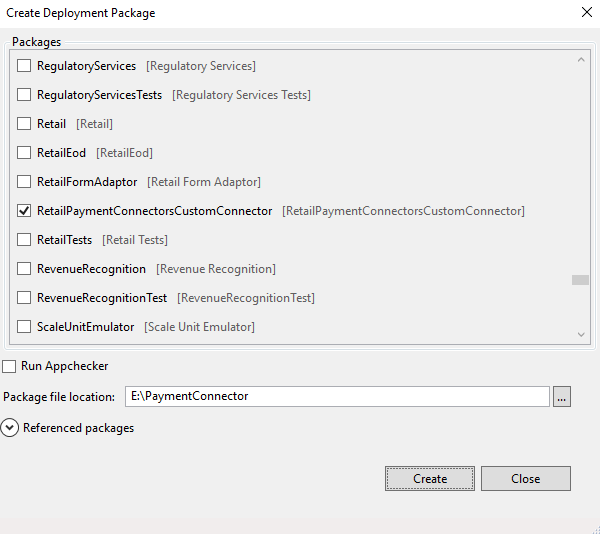 Create Deployment Package
Packages
RegulatoryServices [Regulatory Services]
RegulatoryServicesTests [Regulatory Services Tests]
Retail [Retail]
RetailEod [RetailEod]
RetailFormAdaptor [Retail Form Adaptor]
RetailPaymentConnectorsCustomConnector [RetailPaymentConnectorsCustomConnector]
RetailTests [Retail Tests]
RevenueRecognition [Revenue Recognition]
RevenueRecognitionTest [RevenueRecognitionTest]
ScaleUnitEmulator [Scale Unit Emulator]
Run Appchecker
Package file location: E:\PaymentConnector ...
Referenced packages
Create Close